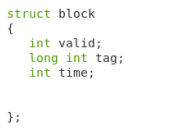 struct block
{
int valid;
long int tag;
int time;
};